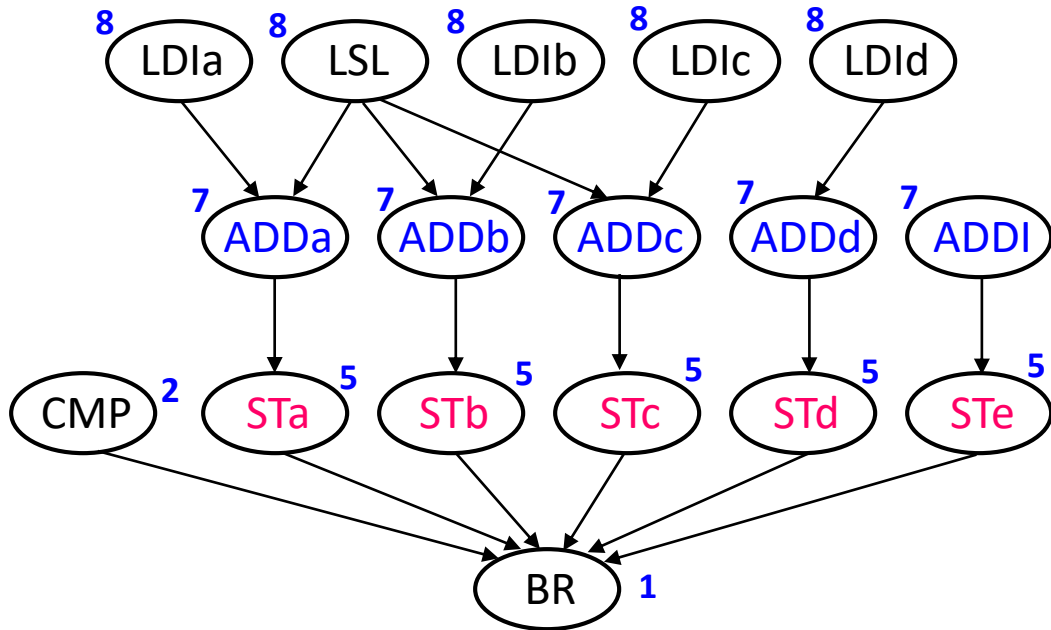 8 LDIa 8 LSL 8 LDIb 8 LDIc 8 LDId
7 ADDa 7 ADDb 7 ADDc 7 ADDd 7 ADDI
CMP 2 STa 5 STb 5 STc 5 STd 5 STe 5
BR 1